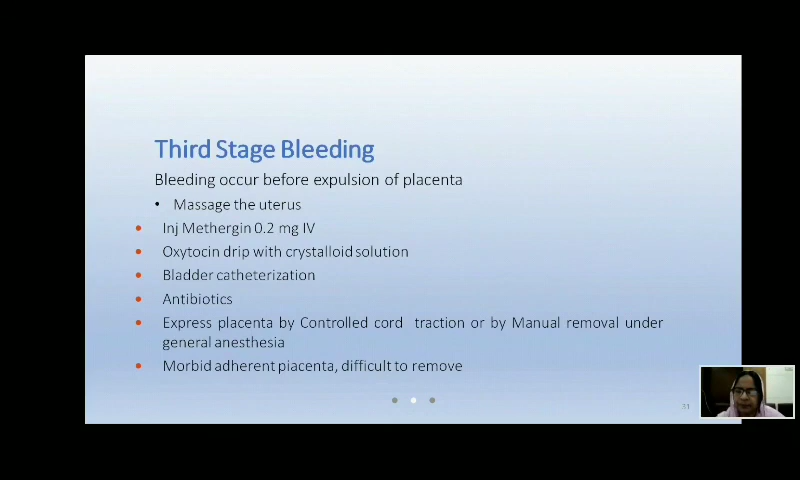 Third Stage Bleeding
Bleeding occur before expulsion of placenta
• Massage the uterus
• Inj Methergin 0.2 mg IV
• Oxytocin drip with crystalloid solution
• Bladder catheterization
• Antibiotics
• Express placenta by Controlled cord traction or by Manual removal under
general anesthesia
• Morbid adherent piacenta, difficult to remove
31